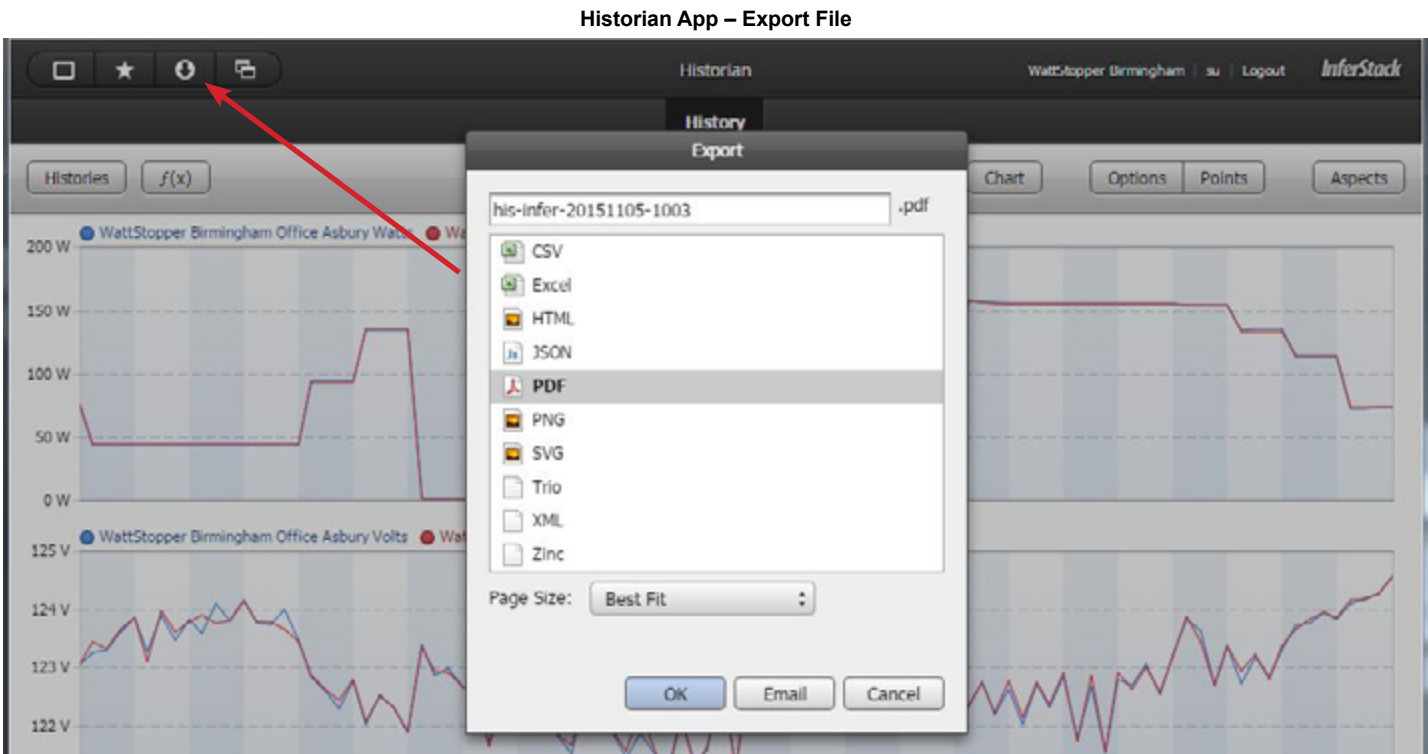 Historian App – Export File
Historian
WattStopper Birmingham su Logout InferStack
History
Export
Histories f(x) Chart Options Points Aspects
his-infer-20151105-1003 .pdf
WattStopper Birmingham Office Asbury Watts
200 W
150 W
100 W
50 W
0 W
CSV
Excel
HTML
JSON
PDF
PNG
SVG
Trio
XML
Zinc
Page Size: Best Fit
OK Email Cancel
WattStopper Birmingham Office Asbury Volts
125 V
124 V
123 V
122 V